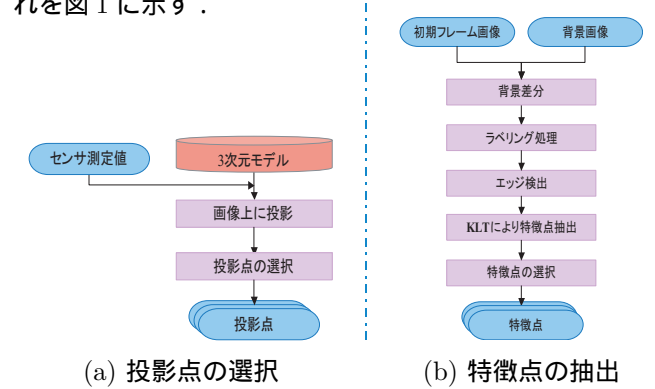 れを図 1 に示す.
センサ測定値
3次元モデル
画像上に投影
投影点の選択
投影点
(a) 投影点の選択
初期フレーム画像
背景画像
背景差分
ラベリング処理
エッジ検出
KLTにより特徴点抽出
特徴点の選択
特徴点
(b) 特徴点の抽出